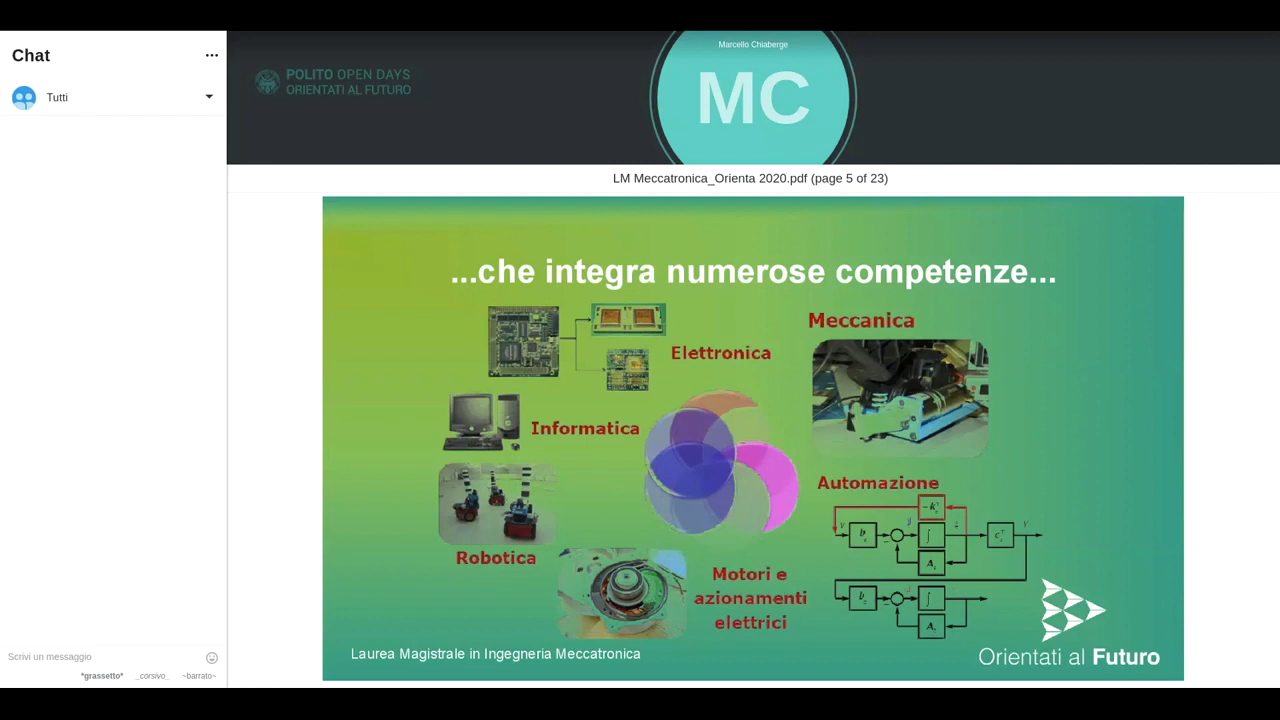 Chat
Tutti
Scrivi un messaggio
*grassetto* _corsivo_ ~barrato~
POLITO OPEN DAYS
ORIENTATI AL FUTURO
Marcello Chiaberge
MC
LM Meccatronica_Orienta 2020.pdf (page 5 of 23)
...che integra numerose competenze...
Elettronica
Meccanica
Informatica
Automazione
Robotica
Motori e
azionamenti
elettrici
Laurea Magistrale in Ingegneria Meccatronica
Orientati al Futuro